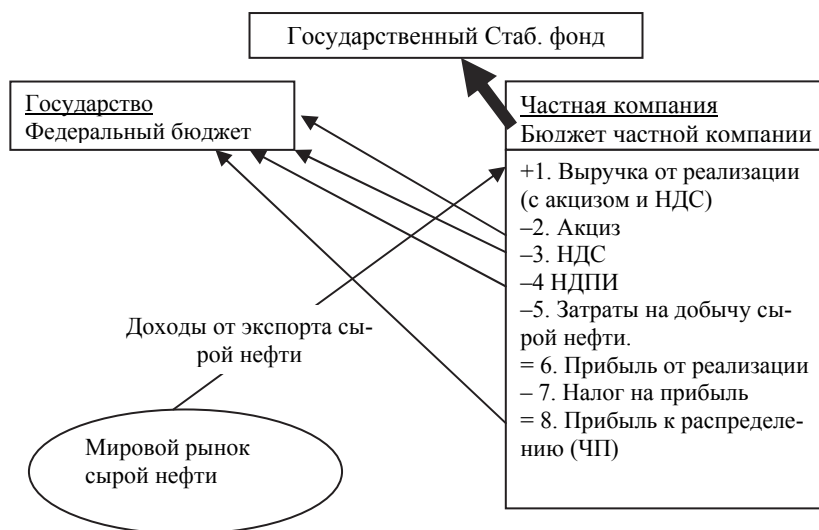 Государственный Стаб. фонд
Государство
Федеральный бюджет
Частная компания
Бюджет частной компании
+1. Выручка от реализации
(с акцизом и НДС)
–2. Акциз
–3. НДС
–4 НДПИ
–5. Затраты на добычу сы-
рой нефти.
= 6. Прибыль от реализации
– 7. Налог на прибыль
= 8. Прибыль к распределе-
нию (ЧП)
Доходы от экспорта сы-
рой нефти
Мировой рынок
сырой нефти